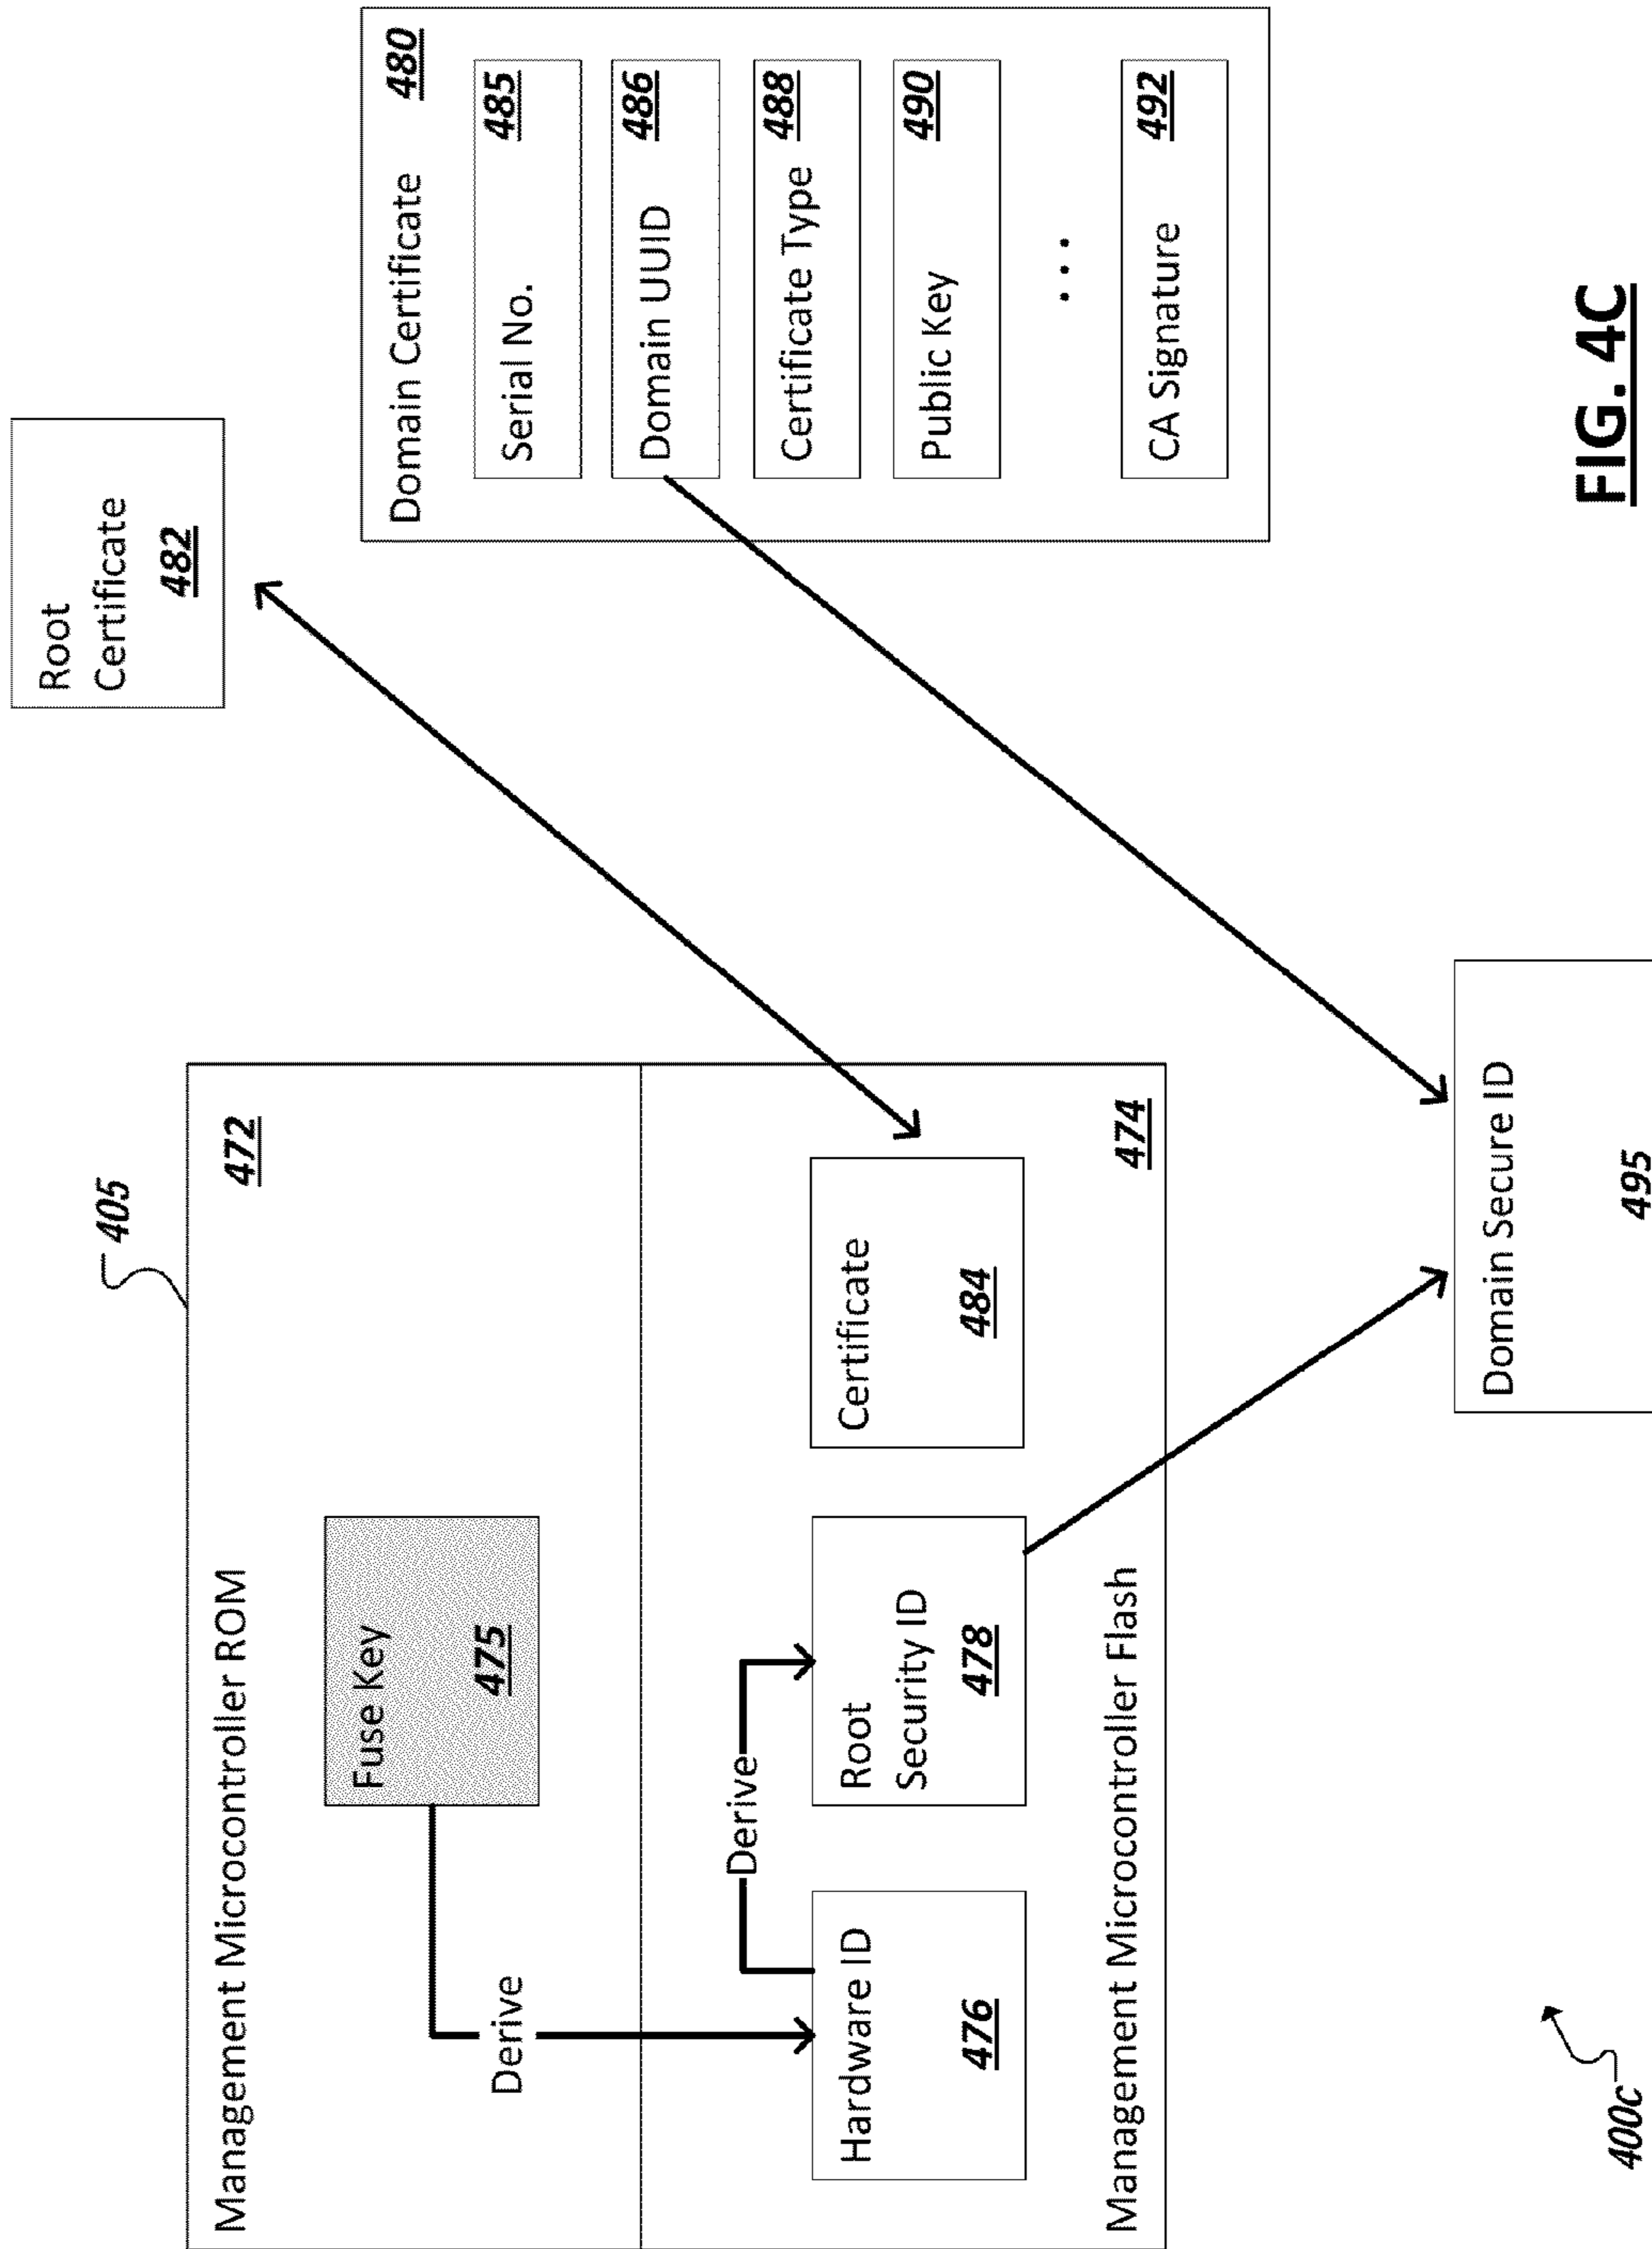 405
Management Microcontroller ROM
472
Fuse Key
475
Derive
Derive
Hardware ID
476
Root
Security ID
478
Certificate
484
Management Microcontroller Flash
474
Root
Certificate
482
Domain Certificate 480
Serial No. 485
Domain UUID 486
Certificate Type 488
Public Key 490
...
CA Signature 492
Domain Secure ID
495
400c
FIG. 4C